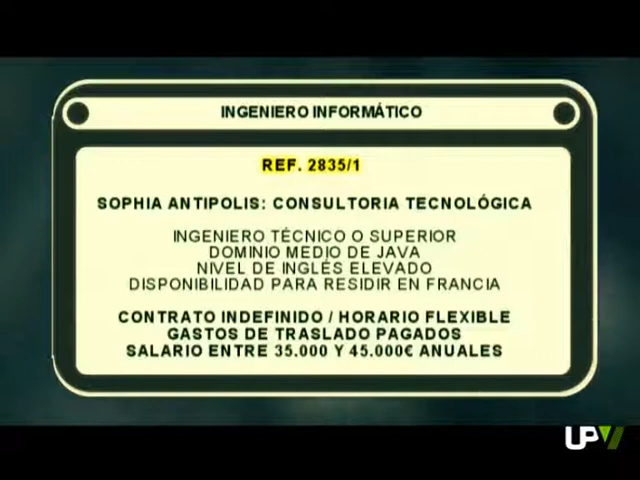 INGENIERO INFORMÁTICO
REF. 2835/1
SOPHIA ANTIPOLIS: CONSULTORIA TECNOLÓGICA
INGENIERO TÉCNICO O SUPERIOR
DOMINIO MEDIO DE JAVA
NIVEL DE INGLÉS ELEVADO
DISPONIBILIDAD PARA RESIDIR EN FRANCIA
CONTRATO INDEFINIDO / HORARIO FLEXIBLE
GASTOS DE TRASLADO PAGADOS
SALARIO ENTRE 35.000 Y 45.000€ ANUALES
UPV